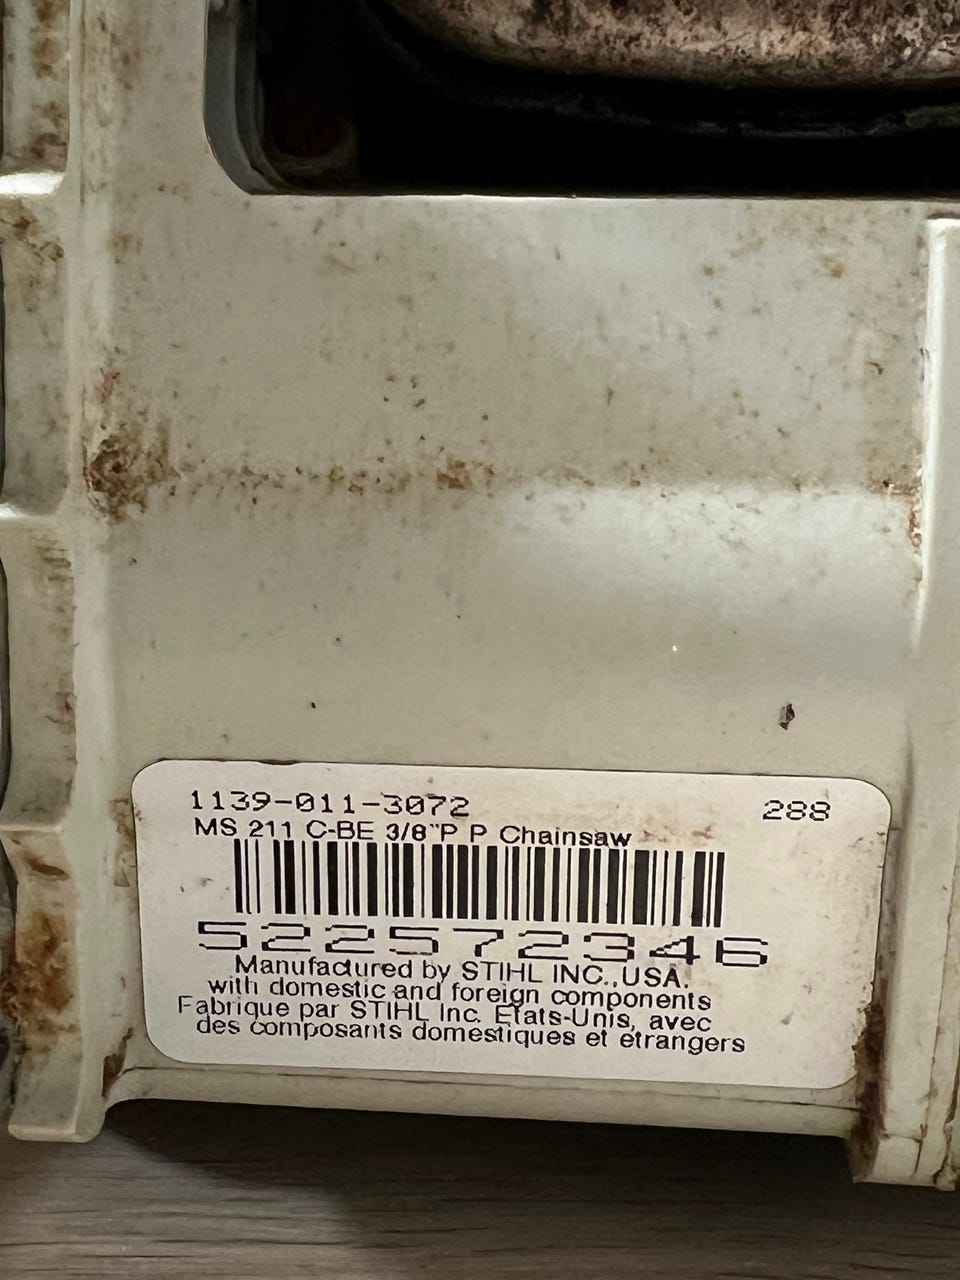 1139-011-3072 288
MS 211 C-BE 3/8"P P Chainsaw
522572346
Manufactured by STIHL INC., USA.
with domestic and foreign components
Fabrique par STIHL Inc. Etats-Unis, avec
des composants domestiques et etrangers